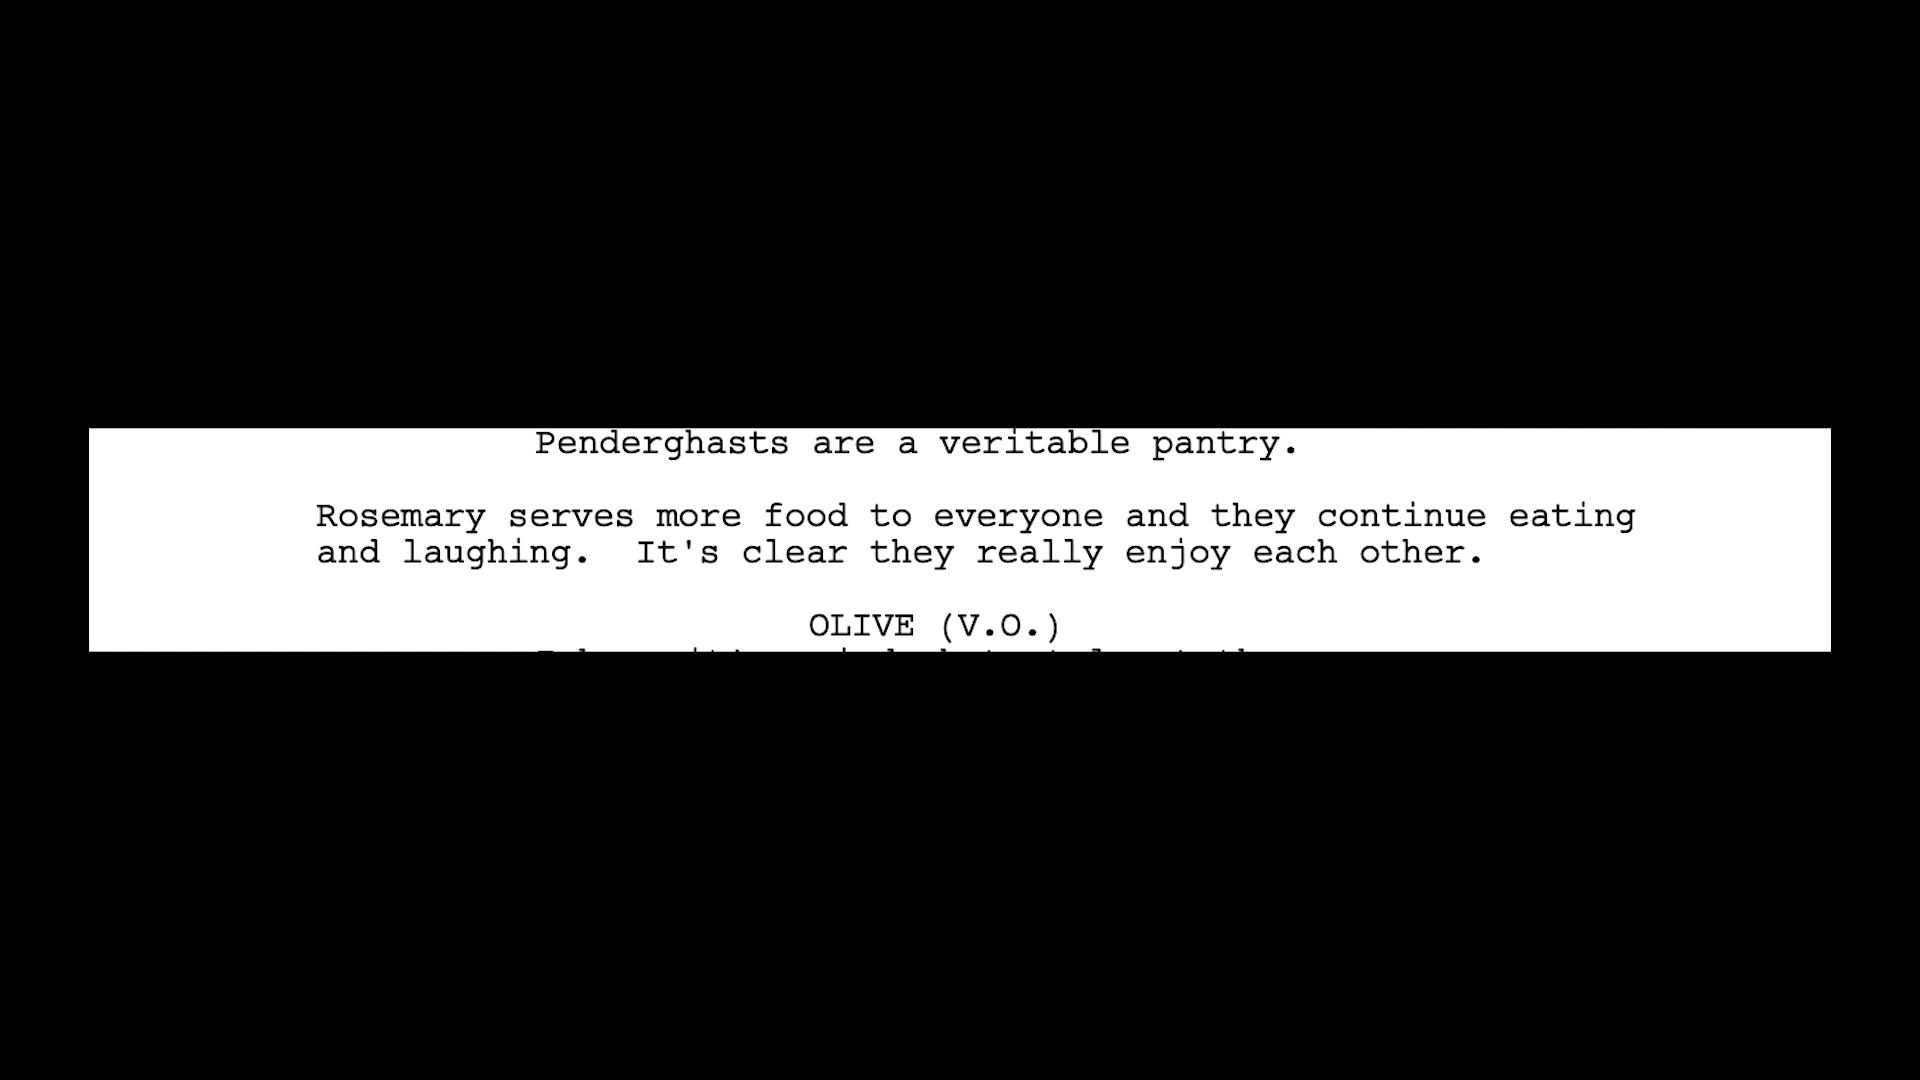 Penderghasts are a veritable pantry.
Rosemary serves more food to everyone and they continue eating
and laughing.  It's clear they really enjoy each other.
OLIVE (V.O.)